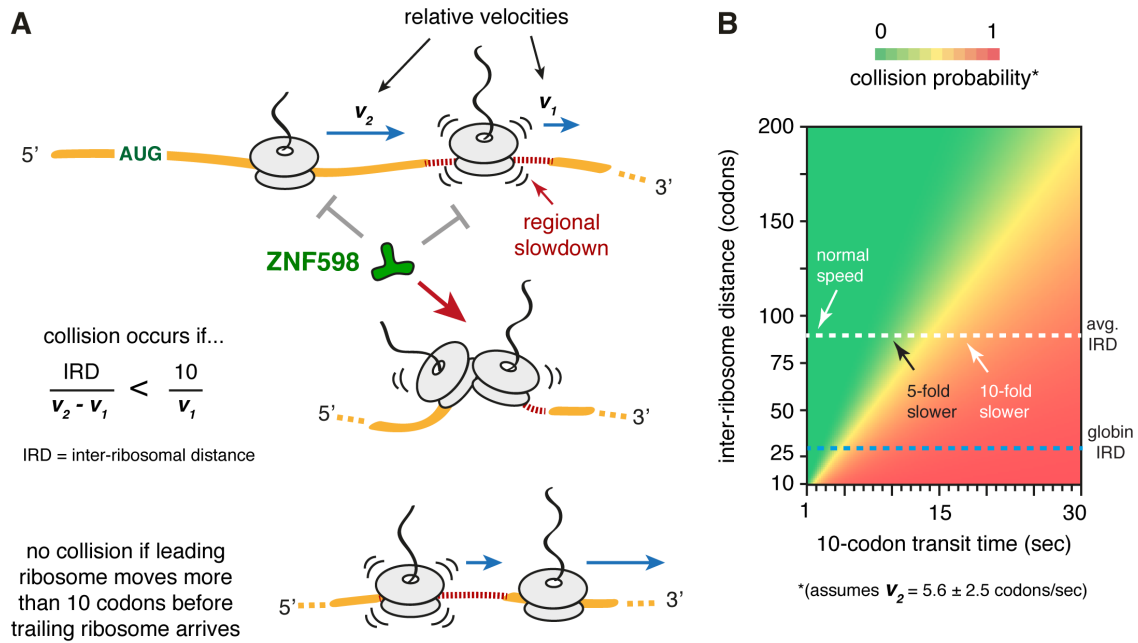 A
relative velocities
v2
v1
5’
AUG
3’
regional
slowdown
ZNF598
collision occurs if...
IRD
v2 - v1
<
10
v1
IRD = inter-ribosomal distance
5’
3’
no collision if leading
ribosome moves more
than 10 codons before
trailing ribosome arrives
5’
3’
B
0
1
collision probability*
inter-ribosome distance (codons)
200
150
100
75
50
25
10
normal
speed
avg.
IRD
5-fold
slower
10-fold
slower
globin
IRD
1
15
30
10-codon transit time (sec)
*(assumes v2 = 5.6 ± 2.5 codons/sec)